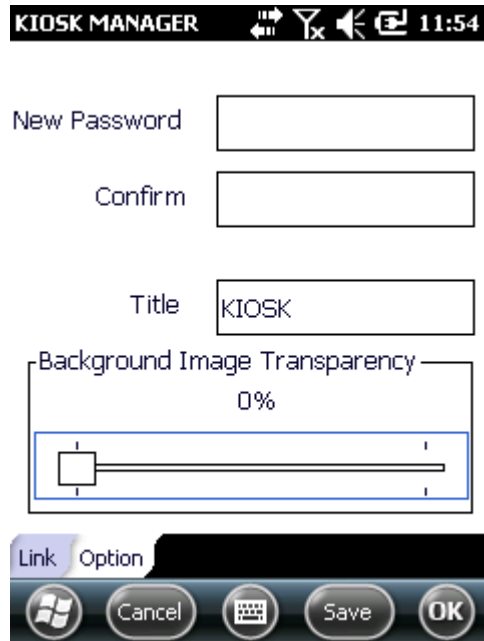 KIOSK MANAGER 11:54
New Password
Confirm
Title KIOSK
Background Image Transparency
0%
Link Option
Cancel Save OK